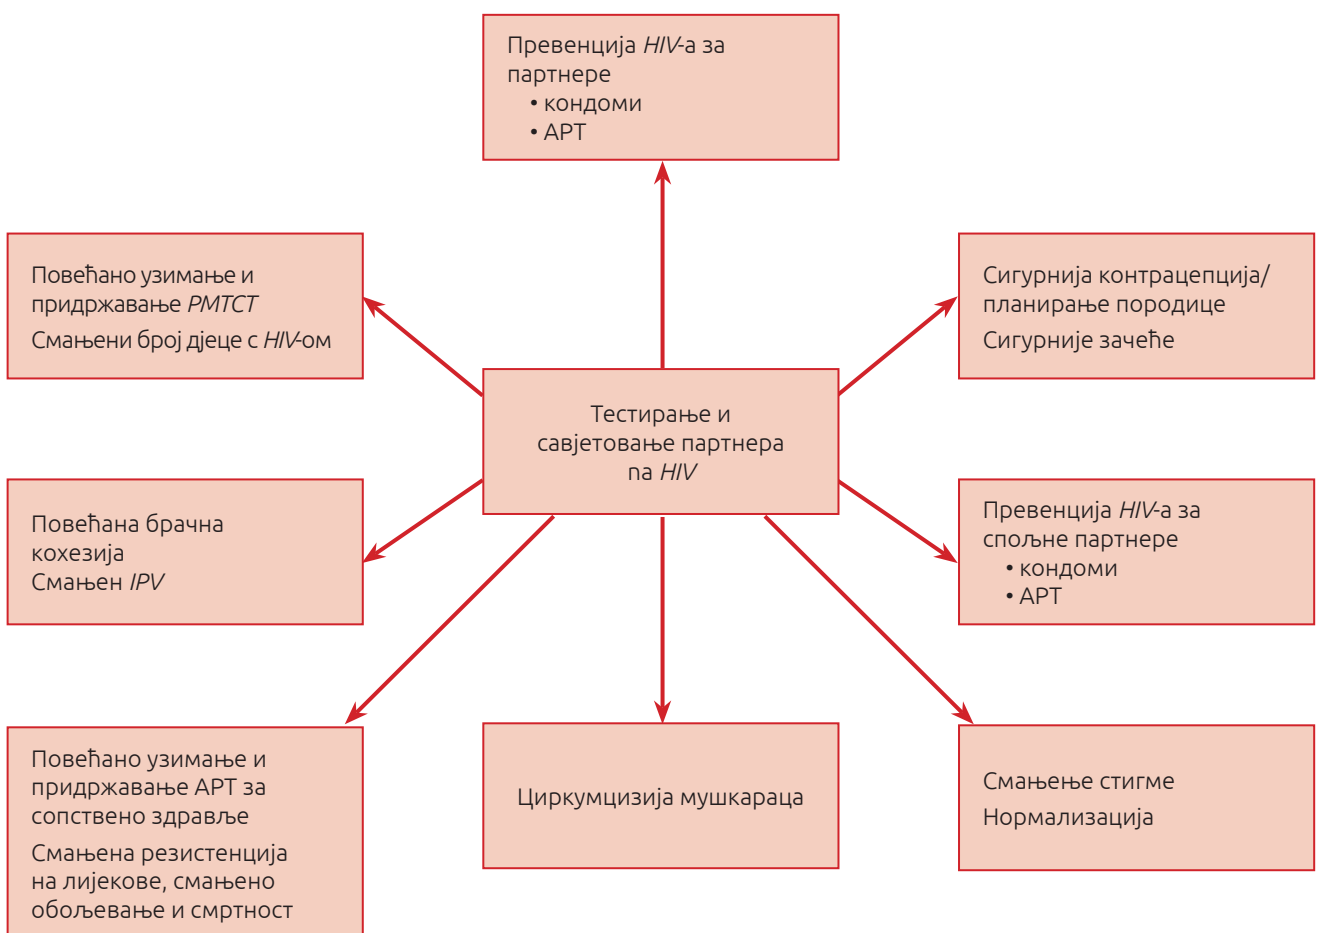 Превенција HIV-а за
партнере
• кондоми
• АРТ
Повећано узимање и
придржавање PMTCT
Смањени број дјеце с HIV-ом
Сигурнија контрацепција/
планирање породице
Сигурније зачеће
Тестирање и
савјетовање партнера
na HIV
Повећана брачна
кохезија
Смањен IPV
Превенција HIV-а за
спољне партнере
• кондоми
• АРТ
Повећано узимање и
придржавање АРТ за
сопствено здравље
Смањена резистенција
на лијекове, смањено
обољевање и смртност
Циркумцизија мушкараца
Смањење стигме
Нормализација